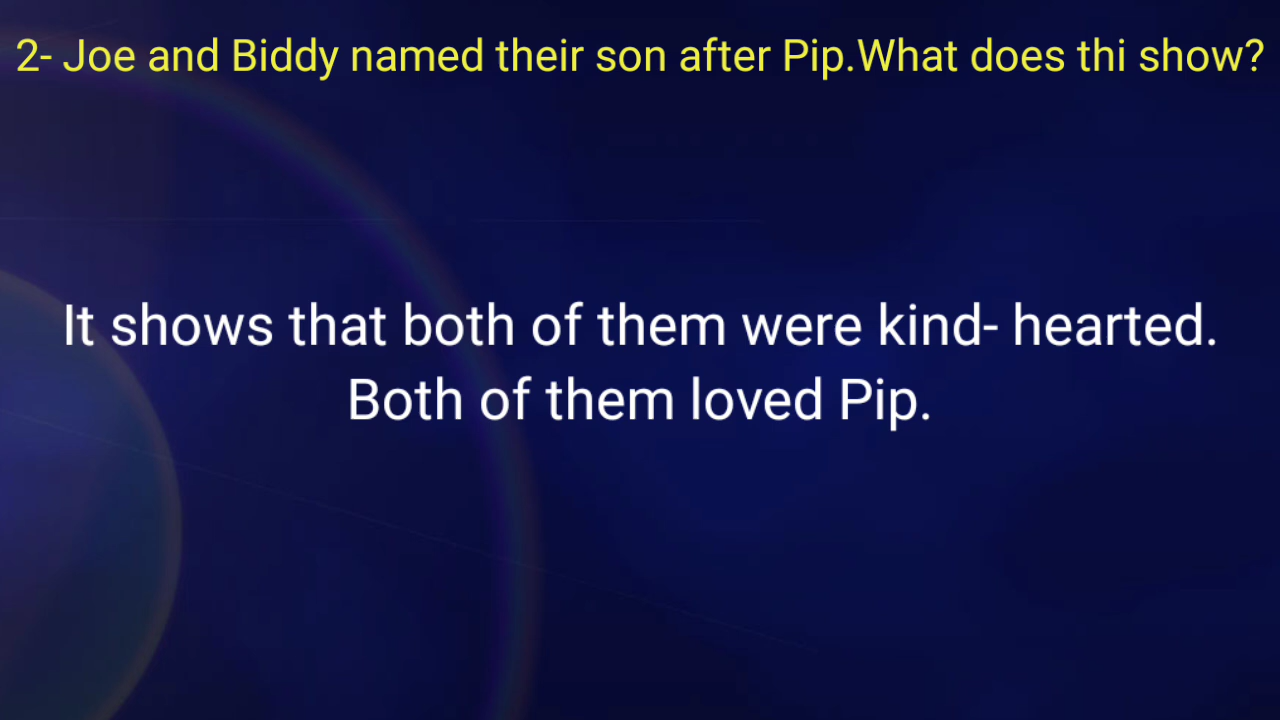 2- Joe and Biddy named their son after Pip.What does thi show?
It shows that both of them were kind- hearted.
Both of them loved Pip.